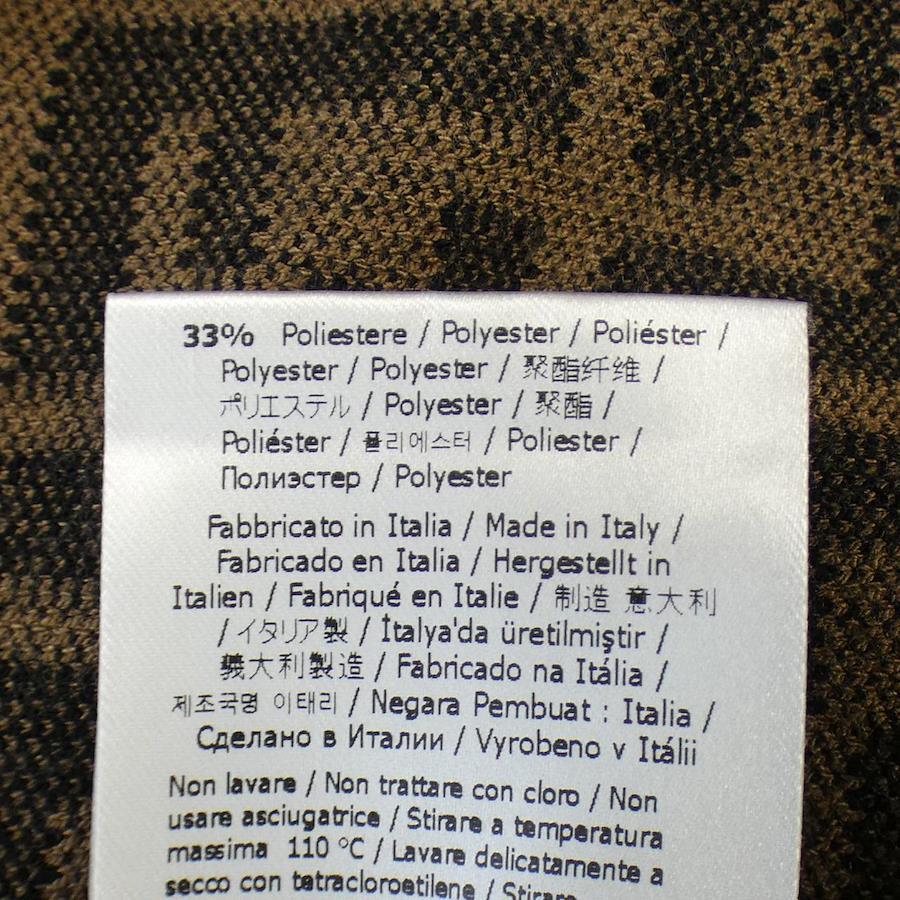 33% Poliestere / Polyester / Poliéster /
Polyester / Polyester / 聚酯纤维 /
ポリエステル / Polyester / 聚酯 /
Poliéster / 폴리에스터 / Poliester /
Полиэстер / Polyester
Fabbricato in Italia / Made in Italy /
Fabricado en Italia / Hergestellt in
Italien / Fabriqué en Italie / 制造 意大利
/ イタリア製 / İtalya'da üretilmiştir /
義大利製造 / Fabricado na Itália /
제조국명 이태리 / Negara Pembuat : Italia /
Сделано в Италии / Vyrobeno v Itálii
Non lavare / Non trattare con cloro / Non
usare asciugatrice / Stirare a temperatura
massima 110 °C / Lavare delicatamente a
secco con tetracloroetilene / Stirare